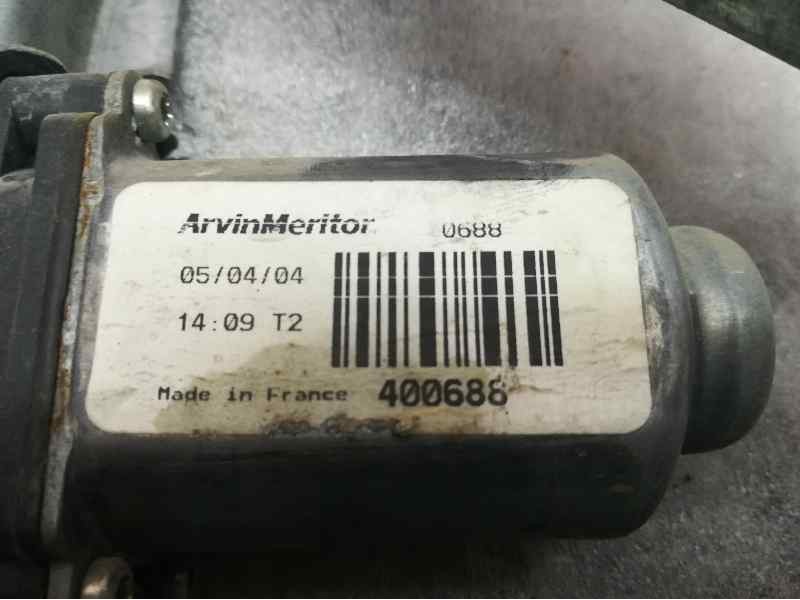 ArvinMeritor 0688
05/04/04
14:09 T2
Made in France 400688